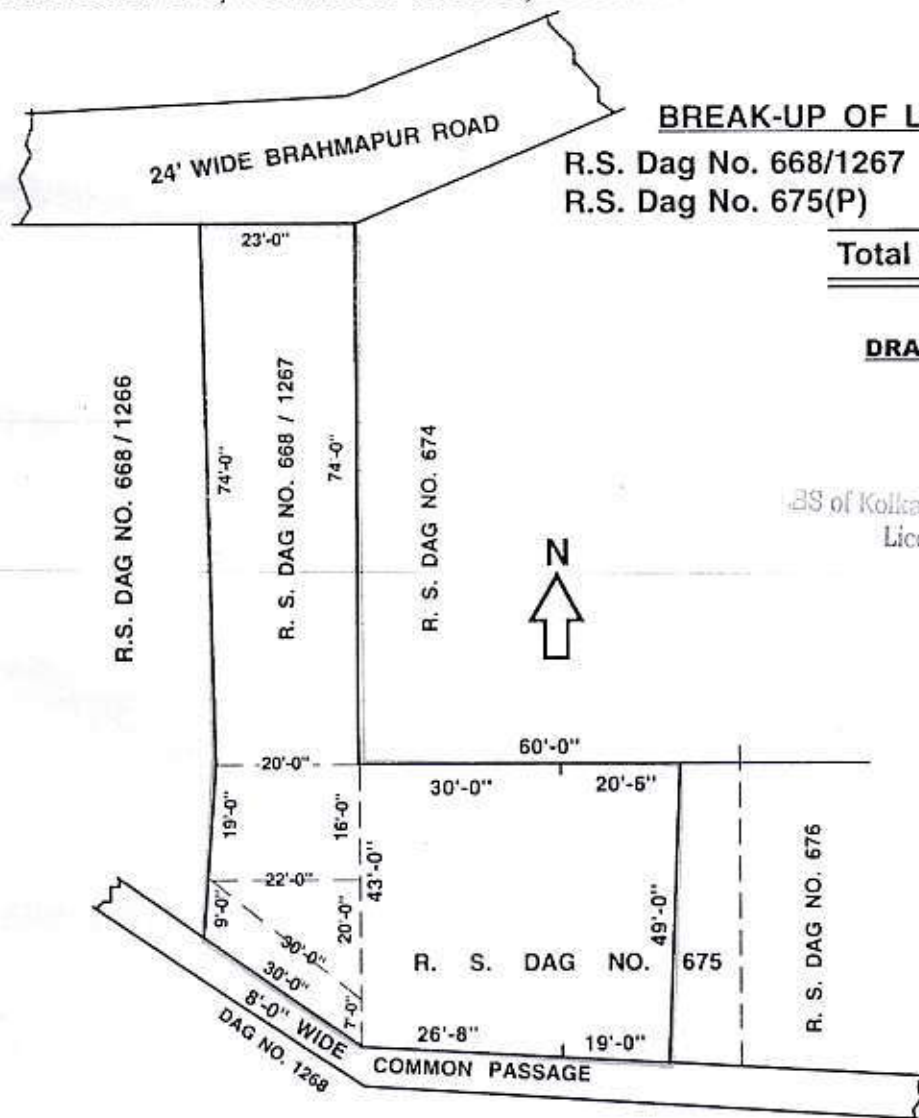 24' WIDE BRAHMAPUR ROAD
BREAK-UP OF L
R.S. Dag No. 668/1267
R.S. Dag No. 675(P)
Total
DRA
23'-0"
R.S. DAG NO. 668 / 1266
74'-0"
R. S. DAG NO. 668 / 1267
74'-0"
R. S. DAG NO. 674
BS of Kolka
Lice
N
60'-0"
20'-0"
30'-0"
20'-6"
19'-0"
16'-0"
43'-0"
22'-0"
9'-0"
20'-0"
49'-0"
R. S. DAG NO. 676
30'-0"
30'-0"
R. S. DAG NO. 675
7'-0"
8'-0" WIDE COMMON PASSAGE
26'-8"
19'-0"
DAG NO. 1268